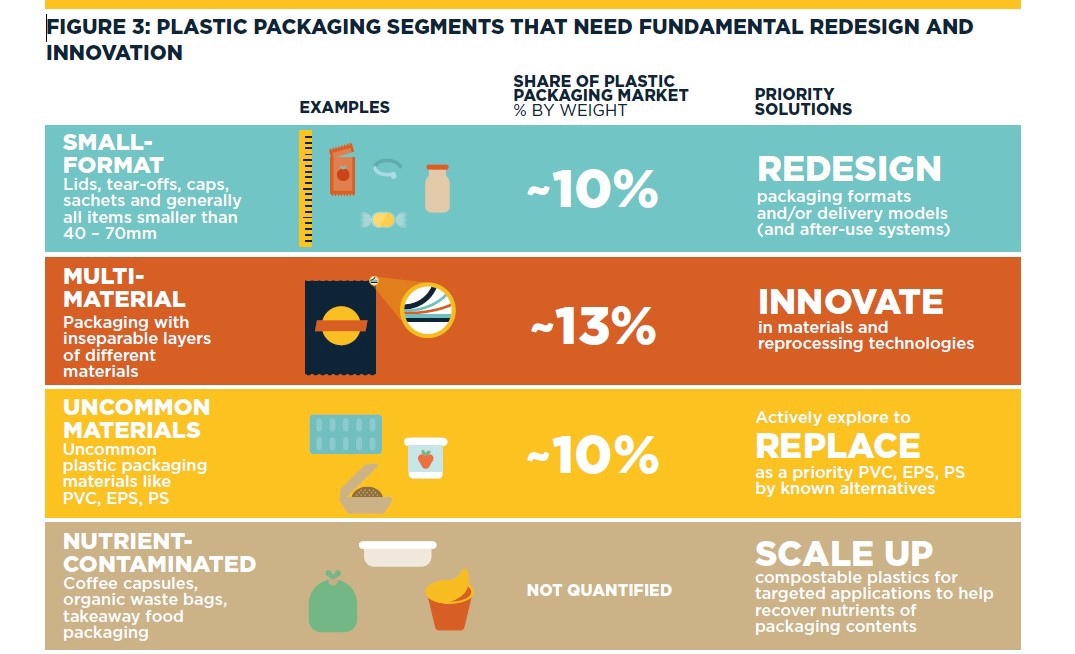 FIGURE 3: PLASTIC PACKAGING SEGMENTS THAT NEED FUNDAMENTAL REDESIGN AND
INNOVATION
EXAMPLES
SHARE OF PLASTIC
PACKAGING MARKET
% BY WEIGHT
PRIORITY
SOLUTIONS
SMALL-
FORMAT
Lids, tear-offs, caps,
sachets and generally
all items smaller than
40 – 70mm
~10%
REDESIGN
packaging formats
and/or delivery models
(and after-use systems)
MULTI-
MATERIAL
Packaging with
inseparable layers
of different
materials
~13%
INNOVATE
in materials and
reprocessing technologies
UNCOMMON
MATERIALS
Uncommon
plastic packaging
materials like
PVC, EPS, PS
~10%
Actively explore to
REPLACE
as a priority PVC, EPS, PS
by known alternatives
NUTRIENT-
CONTAMINATED
Coffee capsules,
organic waste bags,
takeaway food
packaging
NOT QUANTIFIED
SCALE UP
compostable plastics for
targeted applications to help
recover nutrients of
packaging contents